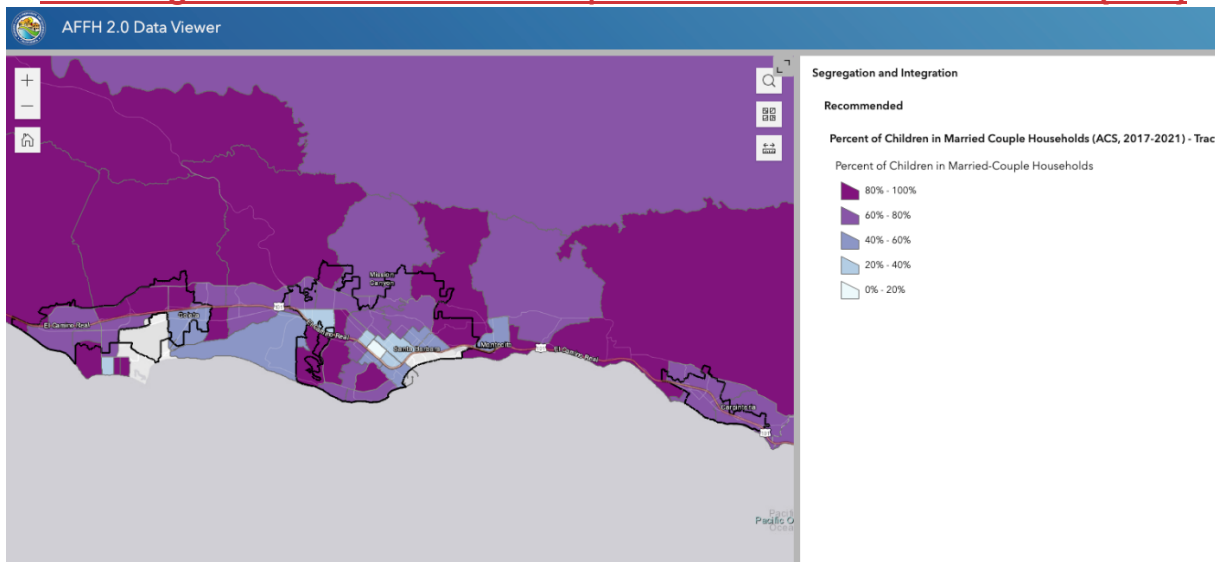 AFFH 2.0 Data Viewer
Segregation and Integration
Recommended
Percent of Children in Married Couple Households (ACS, 2017-2021) - Trac
Percent of Children in Married-Couple Households
80% - 100%
60% - 80%
40% - 60%
20% - 40%
0% - 20%
Mission
Canyon
Goleta
El Camino Real
Santa Barbara
Montecito
El Camino Real
Carpinteria
Pacific O